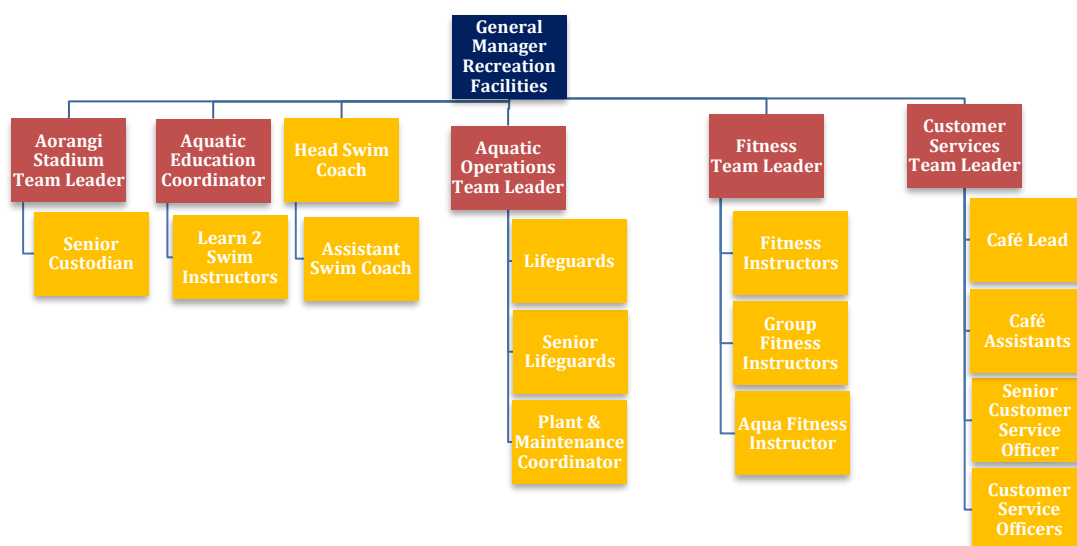 General
Manager
Recreation
Facilities
Aorangi
Stadium
Team Leader
Aquatic
Education
Coordinator
Head Swim
Coach
Aquatic
Operations
Team Leader
Fitness
Team Leader
Customer
Services
Team Leader
Senior
Custodian
Learn 2
Swim
Instructors
Assistant
Swim Coach
Lifeguards
Senior
Lifeguards
Plant &
Maintenance
Coordinator
Fitness
Instructors
Group
Fitness
Instructors
Aqua Fitness
Instructor
Café Lead
Café
Assistants
Senior
Customer
Service
Officer
Customer
Service
Officers